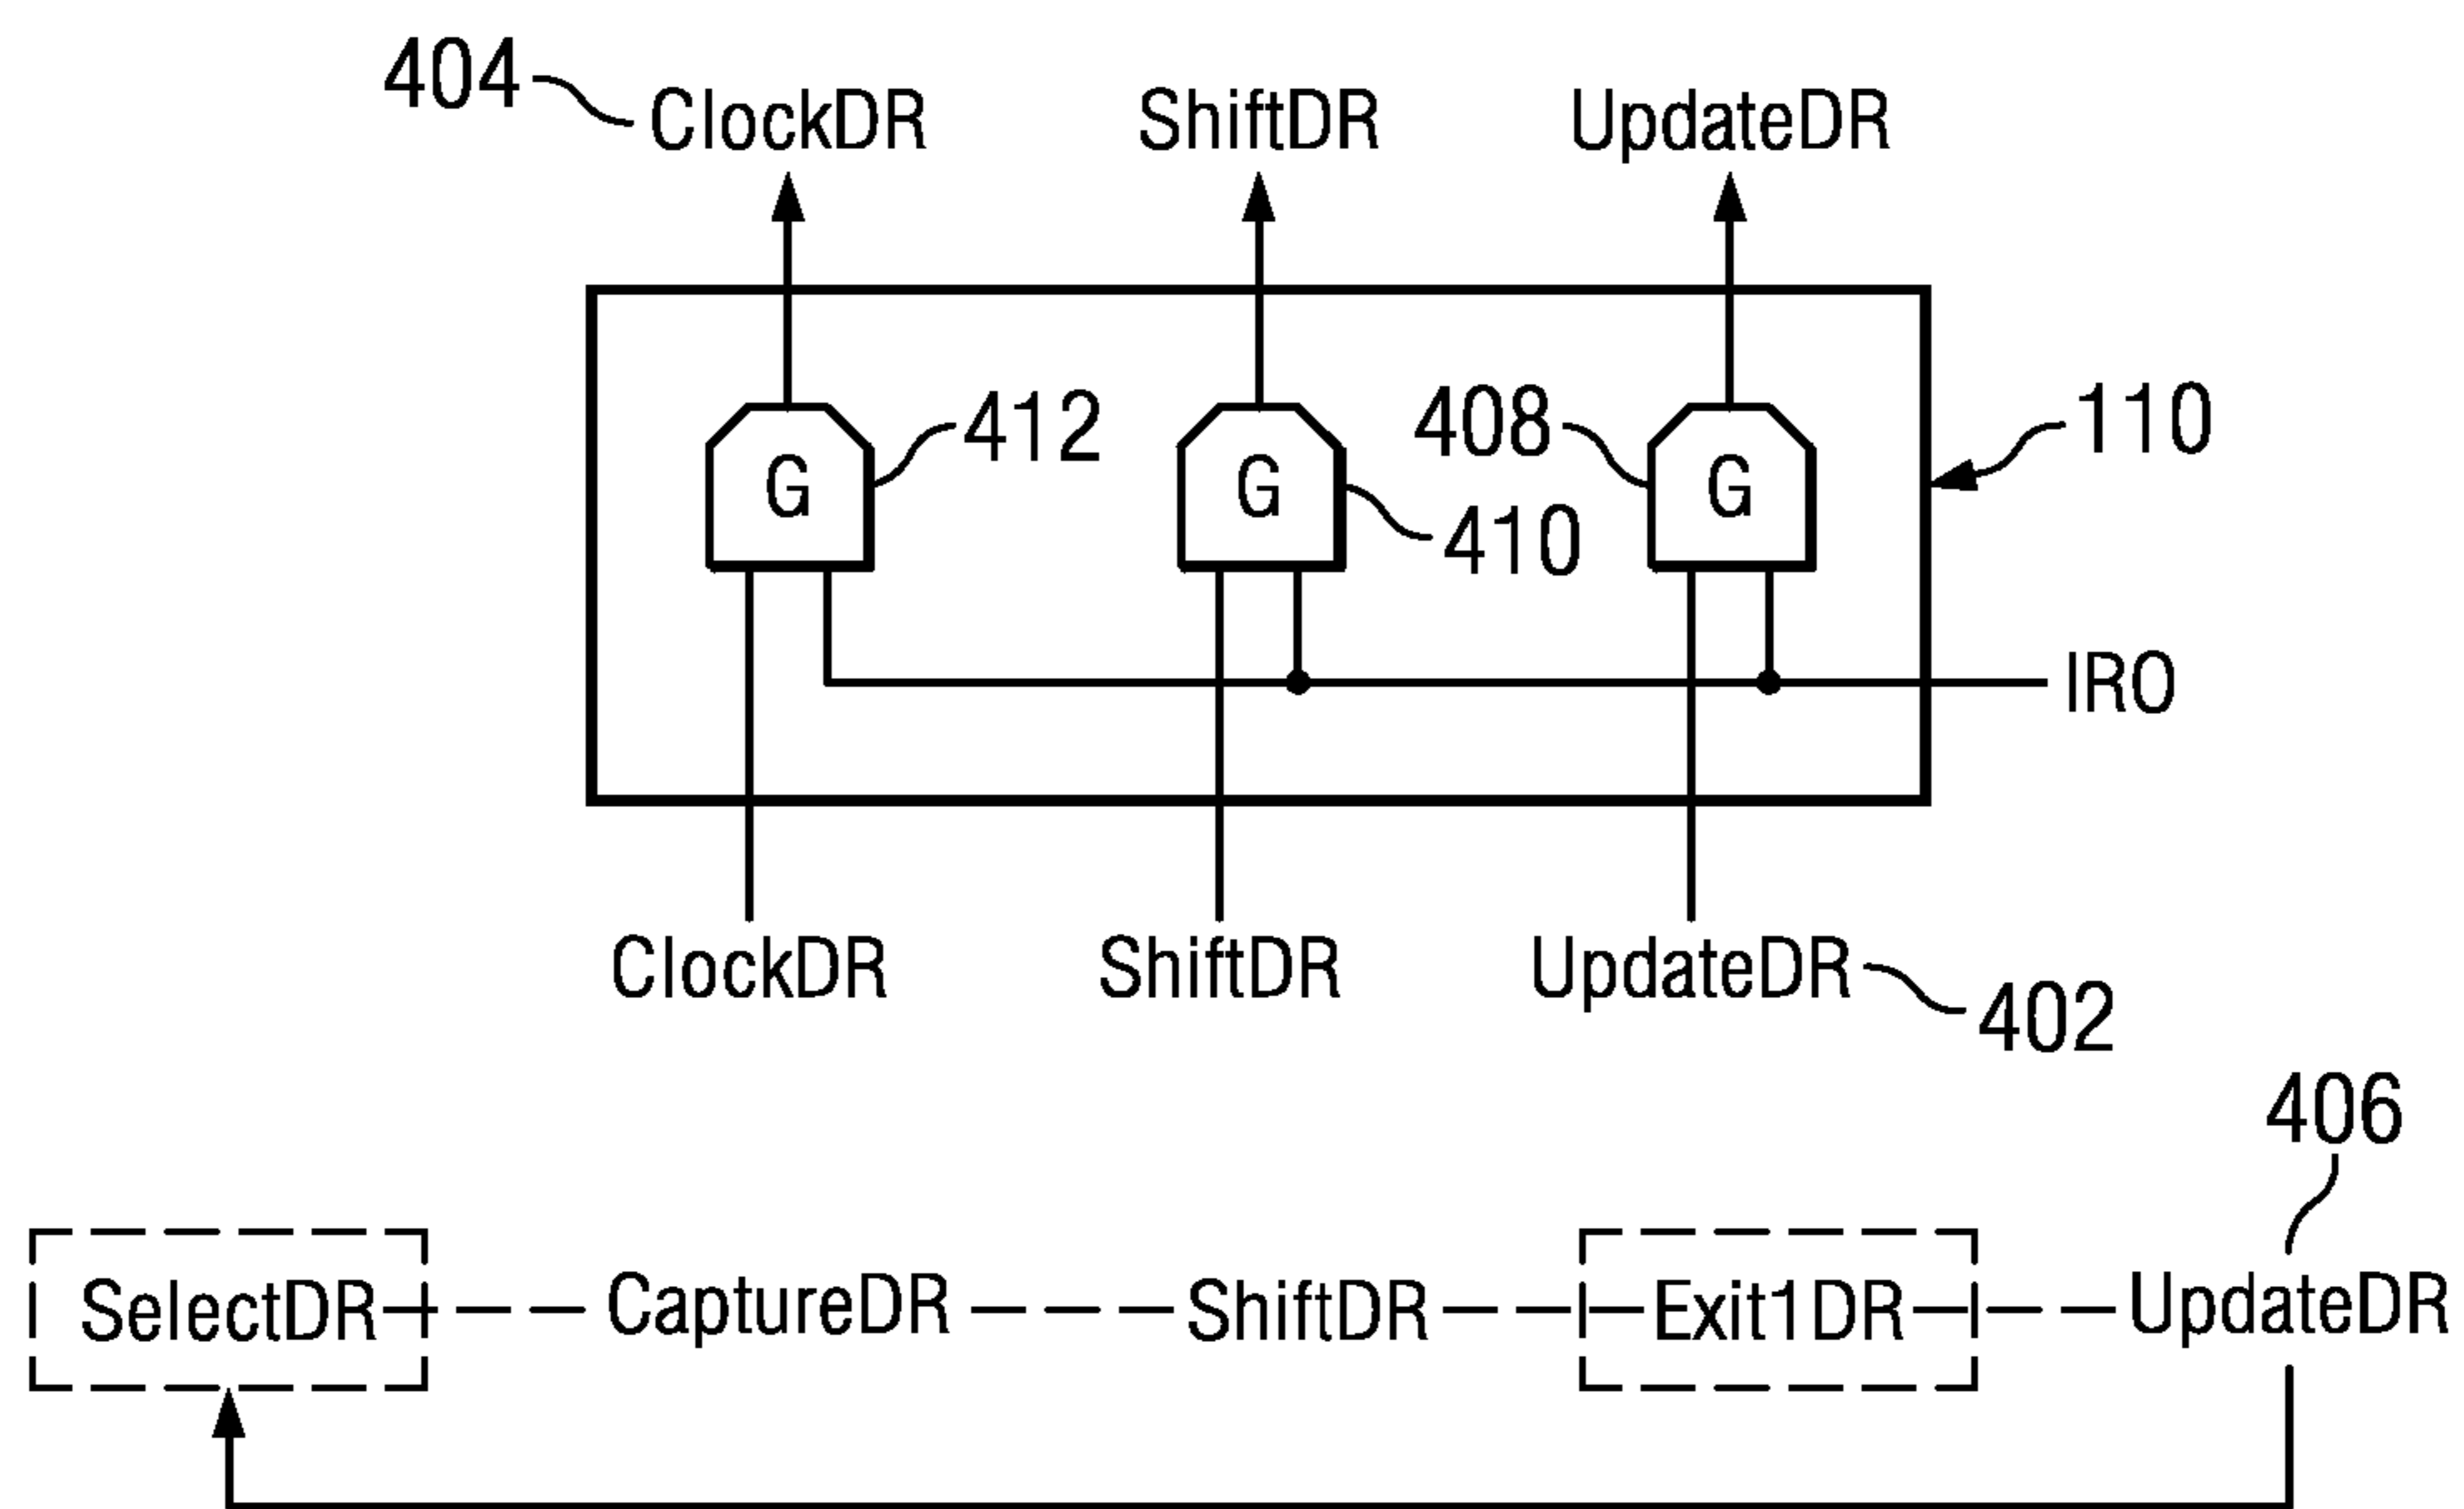 404 ClockDR ShiftDR UpdateDR
G 412 G 410 408 G 110
IRO
ClockDR ShiftDR UpdateDR 402
406
SelectDR CaptureDR ShiftDR Exit1DR UpdateDR